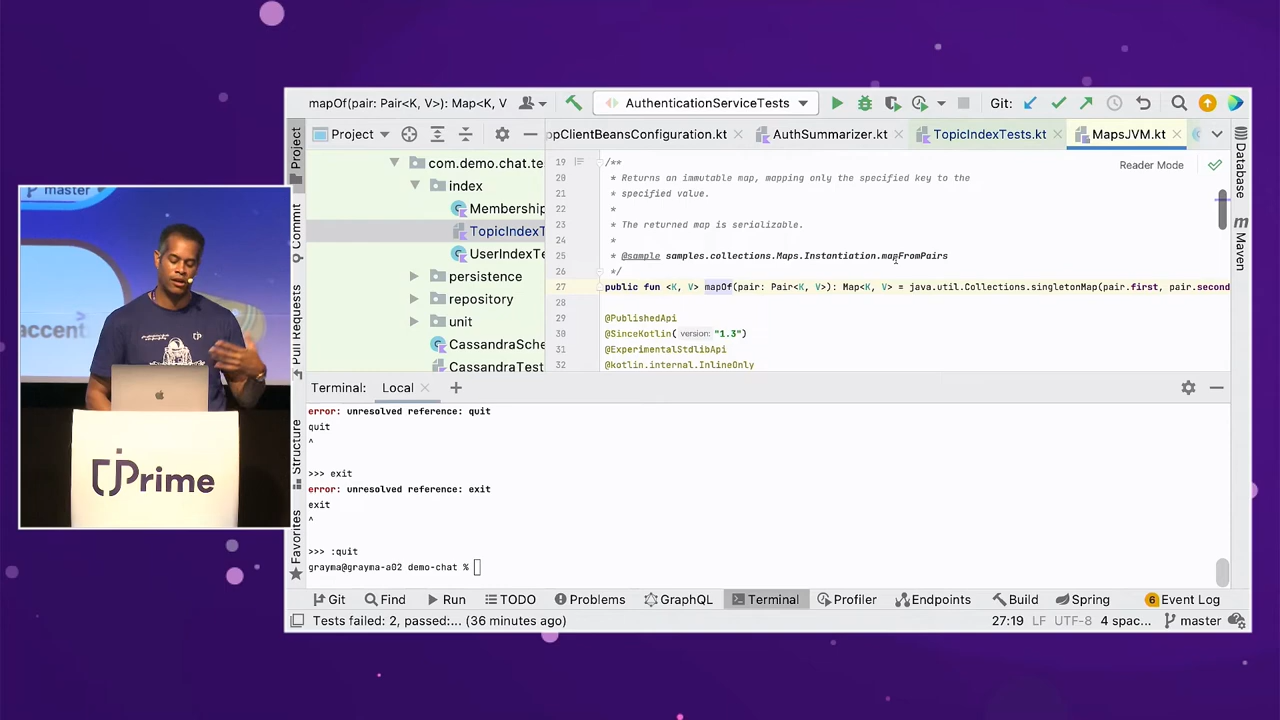 master
accent
jPrime
mapOf(pair: Pair<K, V>): Map<K, V
AuthenticationServiceTests
Git:
Project
ppClientBeansConfiguration.kt
AuthSummarizer.kt
TopicIndexTests.kt
MapsJVM.kt
Project
Commit
Pull Requests
Structure
Favorites
Database
Maven
com.demo.chat.te
index
Membership
TopicIndexT
UserIndexTe
persistence
repository
unit
CassandraSche
CassandraTest
Reader Mode
19 /**
20 * Returns an immutable map, mapping only the specified key to the
21 * specified value.
22 *
23 * The returned map is serializable.
24 *
25 * @sample samples.collections.Maps.Instantiation.mapFromPairs
26 */
27 public fun <K, V> mapOf(pair: Pair<K, V>): Map<K, V> = java.util.Collections.singletonMap(pair.first, pair.second
28
29 @PublishedApi
30 @SinceKotlin( version: "1.3")
31 @ExperimentalStdlibApi
32 @kotlin.internal.InlineOnly
Terminal: Local
error: unresolved reference: quit
quit
^
>>> exit
error: unresolved reference: exit
exit
^
>>> :quit
grayma@grayma-a02 demo-chat %
Git Find Run TODO Problems GraphQL Terminal Profiler Endpoints Build Spring 6 Event Log
Tests failed: 2, passed:... (36 minutes ago)
27:19 LF UTF-8 4 spac... master